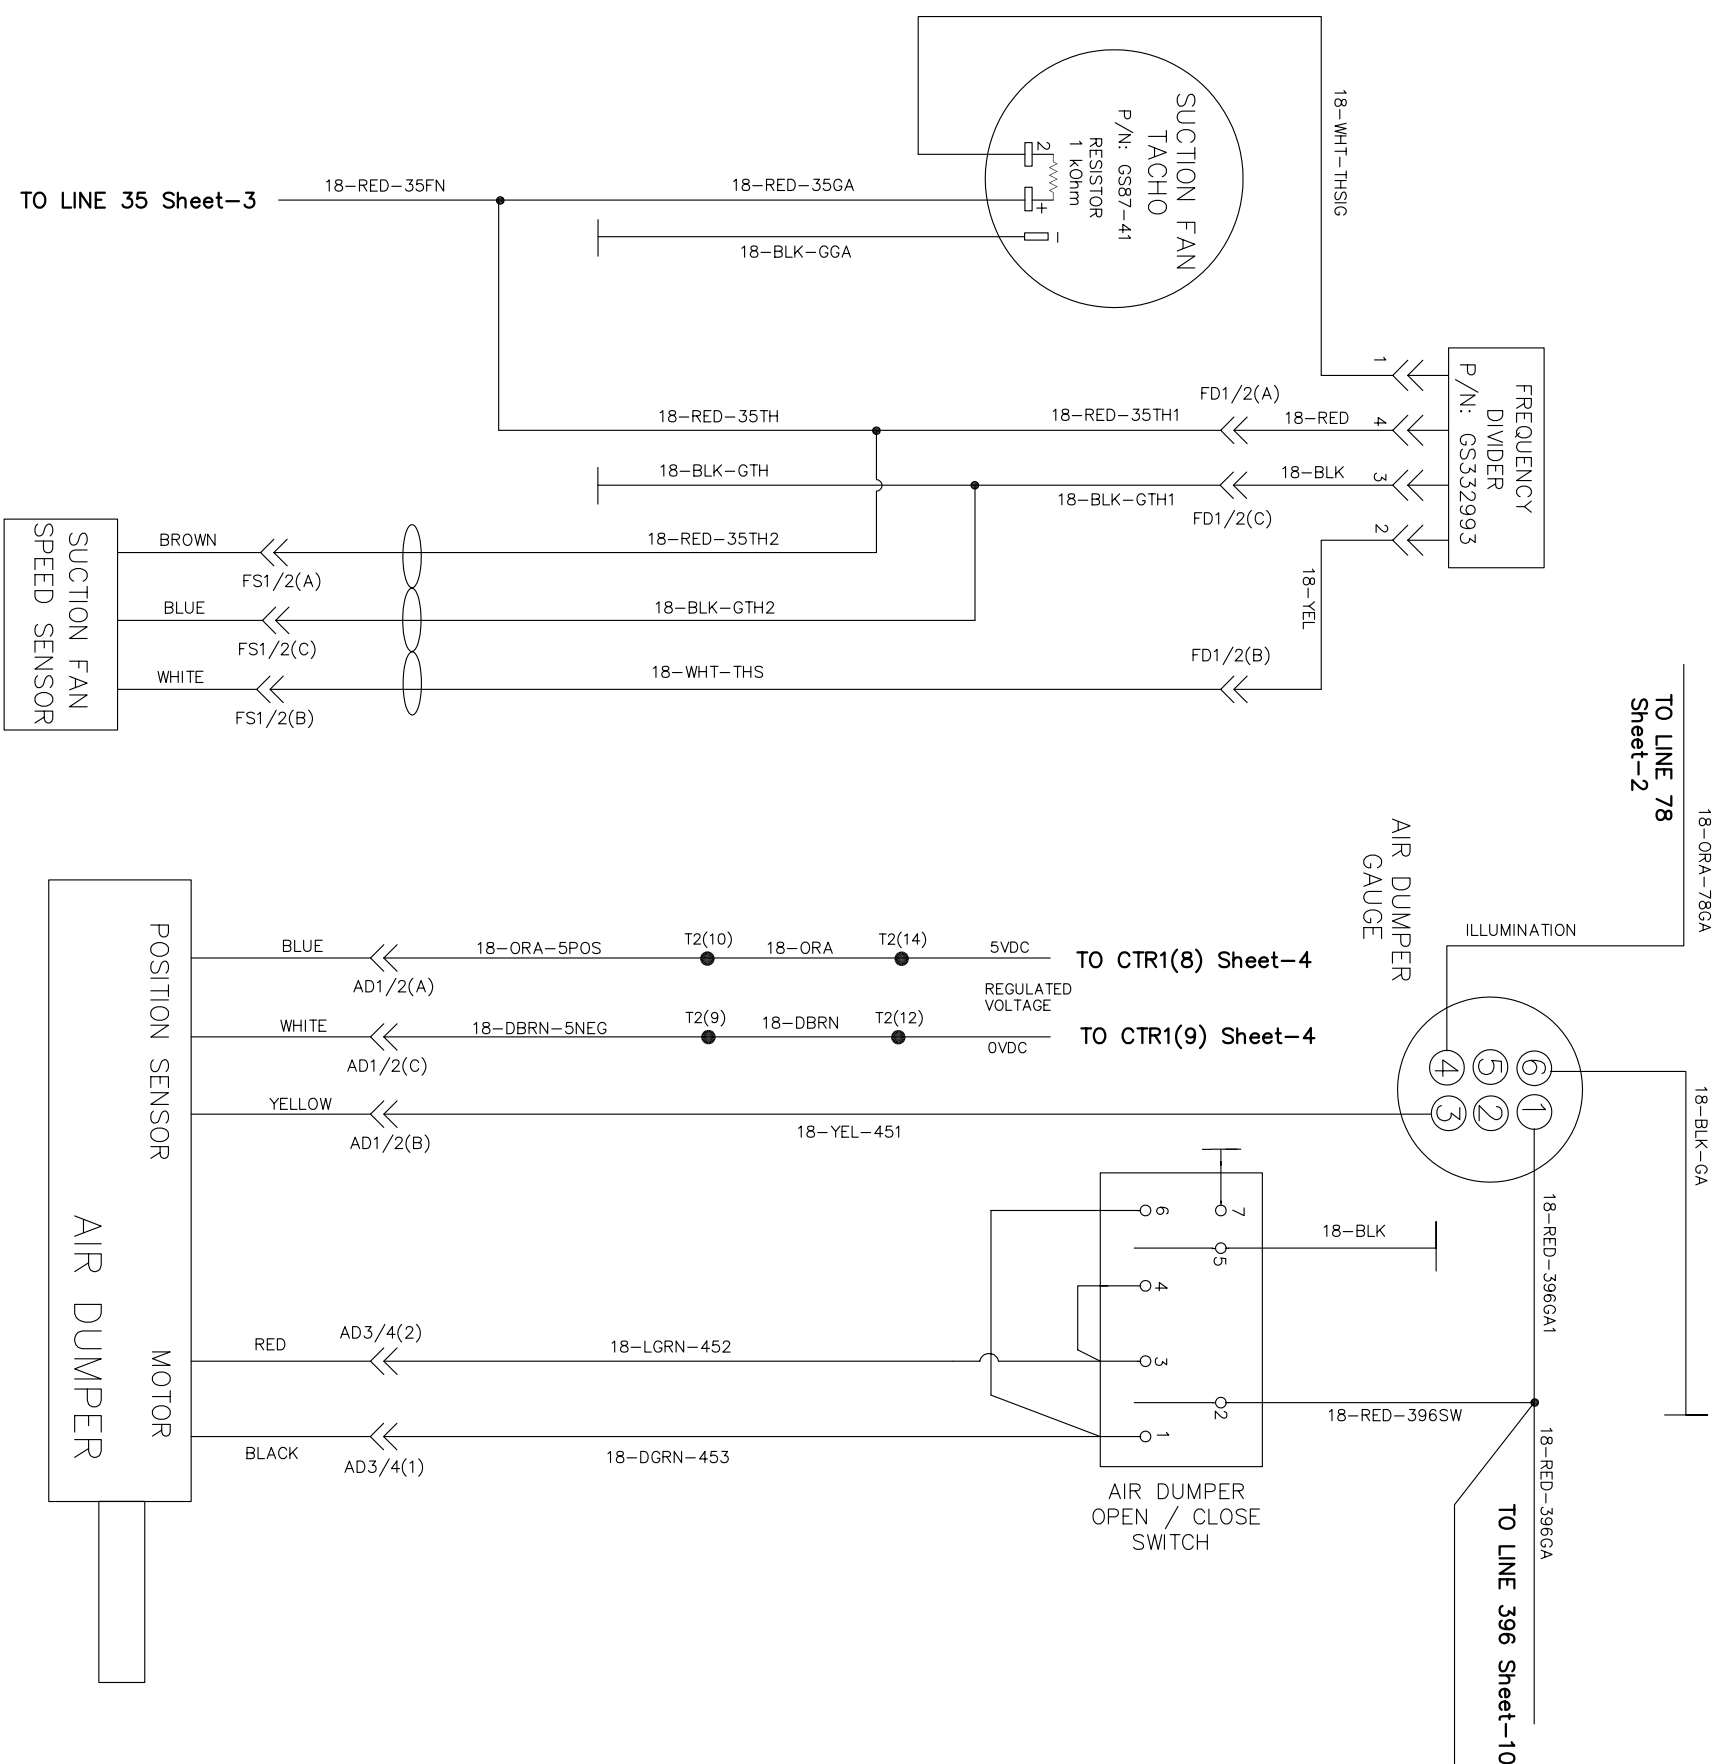 18-WHT-THSIG
SUCTION FAN
TACHO
P/N: GS87-41
RESISTOR
1 kOhm
2
+
-
TO LINE 35 Sheet-3
18-RED-35FN
18-RED-35GA
18-BLK-GGA
FREQUENCY
DIVIDER
P/N: GS332993
1
4
3
2
FD1/2(A)
18-RED-35TH
18-RED-35TH1
18-RED
18-BLK-GTH
18-BLK-GTH1
18-BLK
FD1/2(C)
18-YEL
FD1/2(B)
SUCTION FAN
SPEED SENSOR
BROWN
FS1/2(A)
18-RED-35TH2
BLUE
FS1/2(C)
18-BLK-GTH2
WHITE
FS1/2(B)
18-WHT-THS
TO LINE 78
Sheet-2
18-ORA-78GA
ILLUMINATION
AIR DUMPER
GAUGE
4 5 6
3 2 1
18-BLK-GA
18-RED-396GA1
18-RED-396GA
TO LINE 396 Sheet-10
POSITION SENSOR
MOTOR
AIR DUMPER
BLUE
AD1/2(A)
18-ORA-5POS
T2(10)
18-ORA
T2(14)
5VDC
TO CTR1(8) Sheet-4
REGULATED
VOLTAGE
WHITE
AD1/2(C)
18-DBRN-5NEG
T2(9)
18-DBRN
T2(12)
0VDC
TO CTR1(9) Sheet-4
YELLOW
AD1/2(B)
18-YEL-451
6
7
5
4
3
2
1
18-BLK
18-RED-396SW
RED
AD3/4(2)
18-LGRN-452
BLACK
AD3/4(1)
18-DGRN-453
AIR DUMPER
OPEN / CLOSE
SWITCH